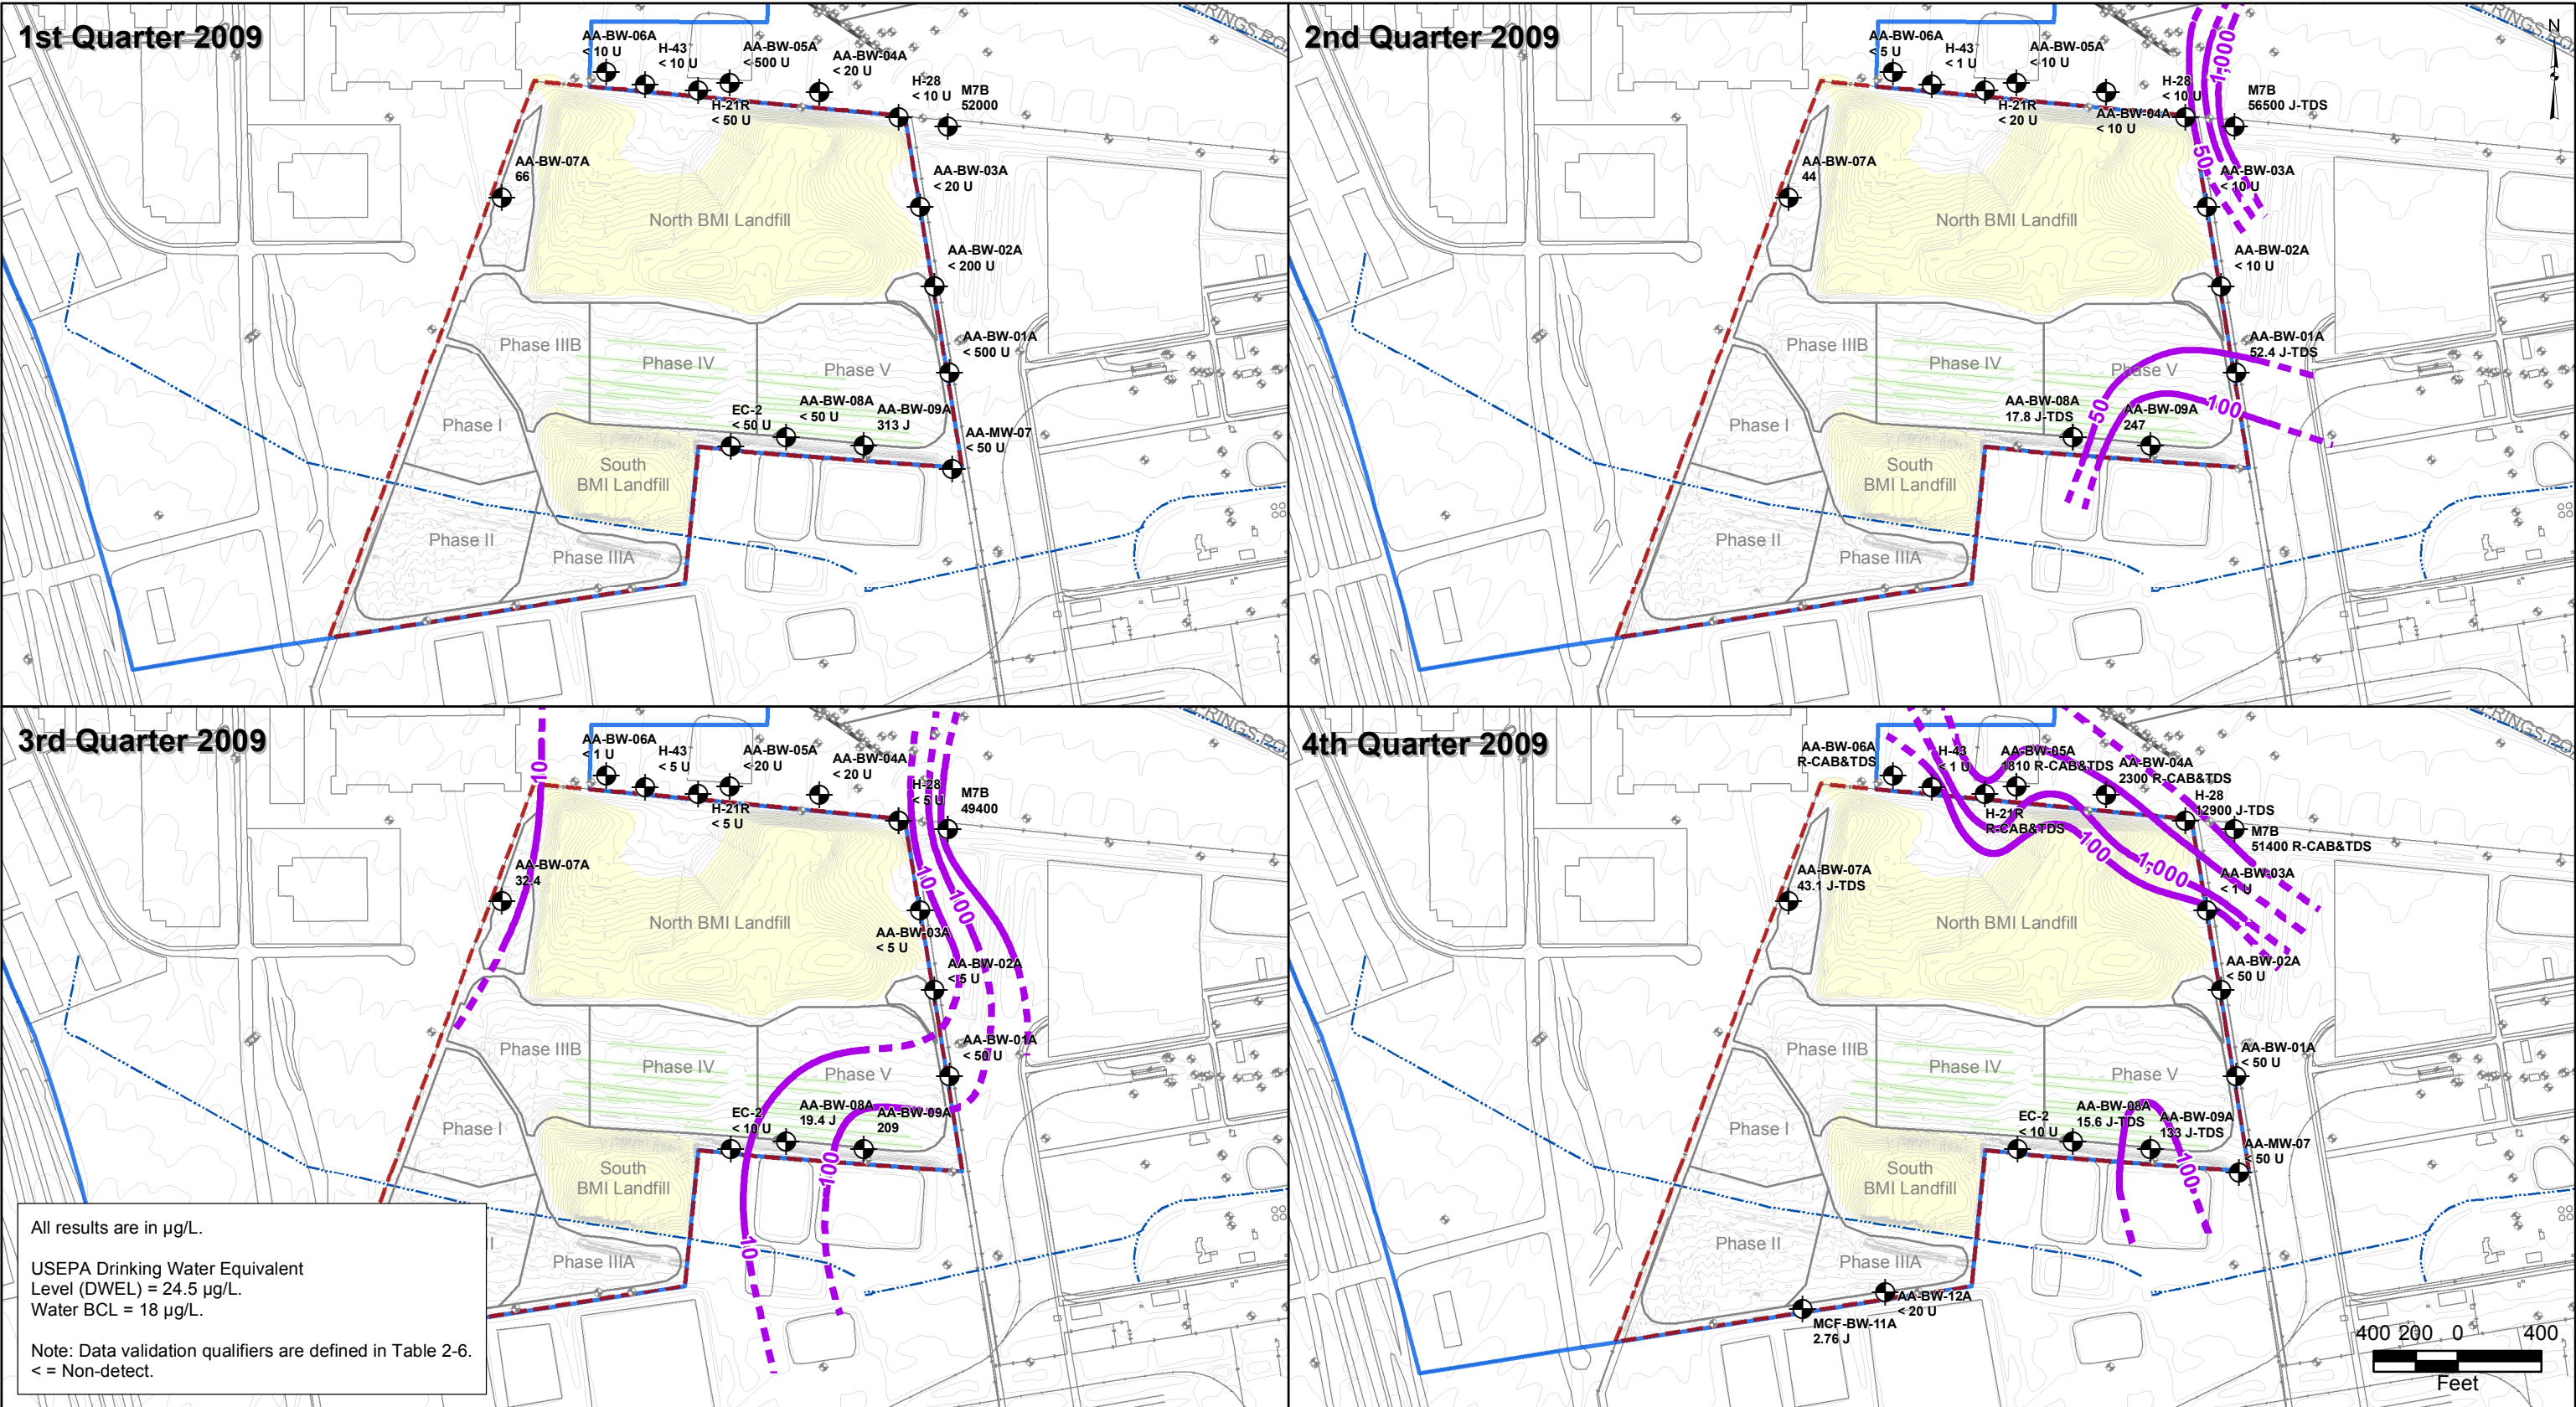 1st Quarter 2009
AA-BW-06A
< 10 U
H-43
< 10 U
AA-BW-05A
< 500 U
AA-BW-04A
< 20 U
H-28
< 10 U
M7B
52000
H-21R
< 50 U
AA-BW-07A
66
AA-BW-03A
< 20 U
North BMI Landfill
AA-BW-02A
< 200 U
AA-BW-01A
< 500 U
Phase IIIB
Phase IV
Phase V
EC-2
< 50 U
AA-BW-08A
< 50 U
AA-BW-09A
313 J
Phase I
AA-MW-07
< 50 U
South
BMI Landfill
Phase II
Phase IIIA
2nd Quarter 2009
AA-BW-06A
< 5 U
H-43
< 1 U
AA-BW-05A
< 10 U
1,000
N
H-28
< 10 U
M7B
56500 J-TDS
H-21R
< 20 U
AA-BW-04A
< 10 U
50
AA-BW-07A
44
AA-BW-03A
< 10 U
North BMI Landfill
AA-BW-02A
< 10 U
AA-BW-01A
52.4 J-TDS
Phase IIIB
Phase IV
Phase V
AA-BW-08A
17.8 J-TDS
50
AA-BW-09A
247
100
Phase I
South
BMI Landfill
Phase II
Phase IIIA
3rd Quarter 2009
10
AA-BW-06A
< 1 U
H-43
< 5 U
AA-BW-05A
< 20 U
AA-BW-04A
< 20 U
H-28
< 5 U
M7B
49400
H-21R
< 5 U
AA-BW-07A
32.4
10
100
North BMI Landfill
AA-BW-03A
< 5 U
AA-BW-02A
< 5 U
AA-BW-01A
< 50 U
Phase IIIB
Phase IV
Phase V
EC-2
< 10 U
AA-BW-08A
19.4 J
AA-BW-09A
209
Phase I
100
South
BMI Landfill
10
Phase IIIA
All results are in µg/L.
USEPA Drinking Water Equivalent
Level (DWEL) = 24.5 µg/L.
Water BCL = 18 µg/L.
Note: Data validation qualifiers are defined in Table 2-6.
< = Non-detect.
4th Quarter 2009
AA-BW-06A
R-CAB&TDS
H-43
< 1 U
AA-BW-05A
1810 R-CAB&TDS
AA-BW-04A
2300 R-CAB&TDS
H-28
12900 J-TDS
H-21R
R-CAB&TDS
M7B
51400 R-CAB&TDS
100
1,000
AA-BW-07A
43.1 J-TDS
AA-BW-03A
< 1 U
North BMI Landfill
AA-BW-02A
< 50 U
AA-BW-01A
< 50 U
Phase IIIB
Phase IV
Phase V
EC-2
< 10 U
AA-BW-08A
15.6 J-TDS
AA-BW-09A
133 J-TDS
Phase I
AA-MW-07
< 50 U
100
South
BMI Landfill
Phase II
Phase IIIA
AA-BW-12A
< 20 U
MCF-BW-11A
2.76 J
400 200 0 400
Feet